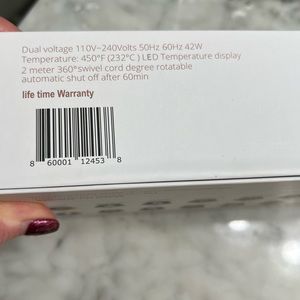 Dual voltage 110V~240Volts 50Hz 60Hz 42W
Temperature: 450°F (232°C ) LED Temperature display
2 meter 360°swivel cord degree rotatable
automatic shut off after 60min
life time Warranty
8 60001 12453 8